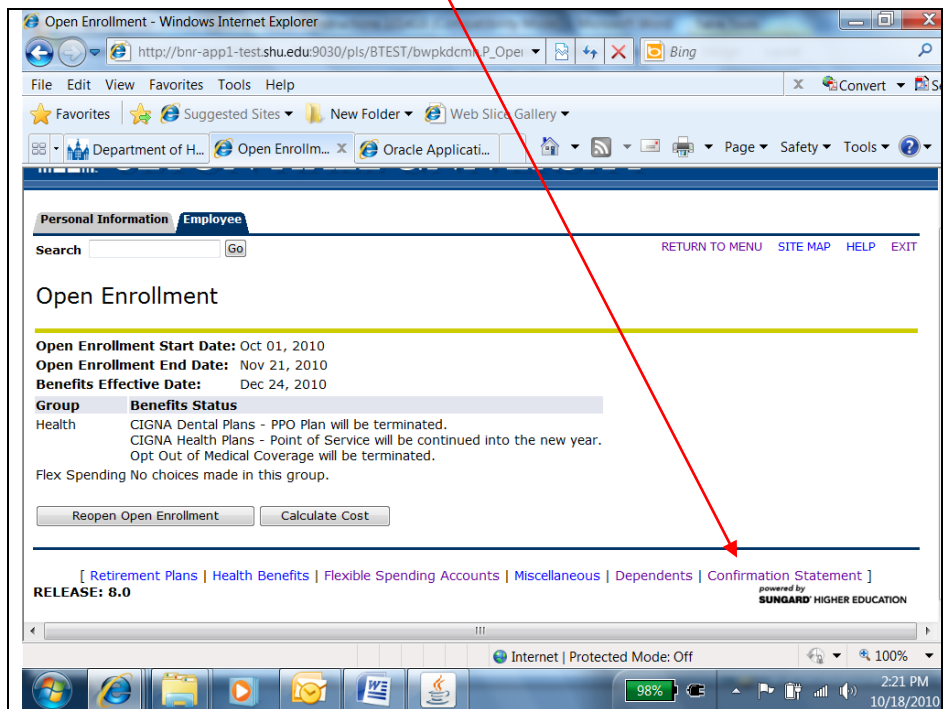 Open Enrollment - Windows Internet Explorer
http://bnr-app1-test.shu.edu:9030/pls/BTEST/bwpkdcmn.P_Oper
Bing
File Edit View Favorites Tools Help
x Convert Se
Favorites Suggested Sites New Folder Web Slice Gallery
Department of H... Open Enrollm... x Oracle Applicati... Page Safety Tools
Personal Information Employee
Search Go RETURN TO MENU SITE MAP HELP EXIT
Open Enrollment
Open Enrollment Start Date: Oct 01, 2010
Open Enrollment End Date: Nov 21, 2010
Benefits Effective Date: Dec 24, 2010
Group Benefits Status
Health CIGNA Dental Plans - PPO Plan will be terminated.
CIGNA Health Plans - Point of Service will be continued into the new year.
Opt Out of Medical Coverage will be terminated.
Flex Spending No choices made in this group.
Reopen Open Enrollment Calculate Cost
[ Retirement Plans | Health Benefits | Flexible Spending Accounts | Miscellaneous | Dependents | Confirmation Statement ]
RELEASE: 8.0
powered by
SUNGARD' HIGHER EDUCATION
Internet | Protected Mode: Off 100%
98% 2:21 PM
10/18/2010